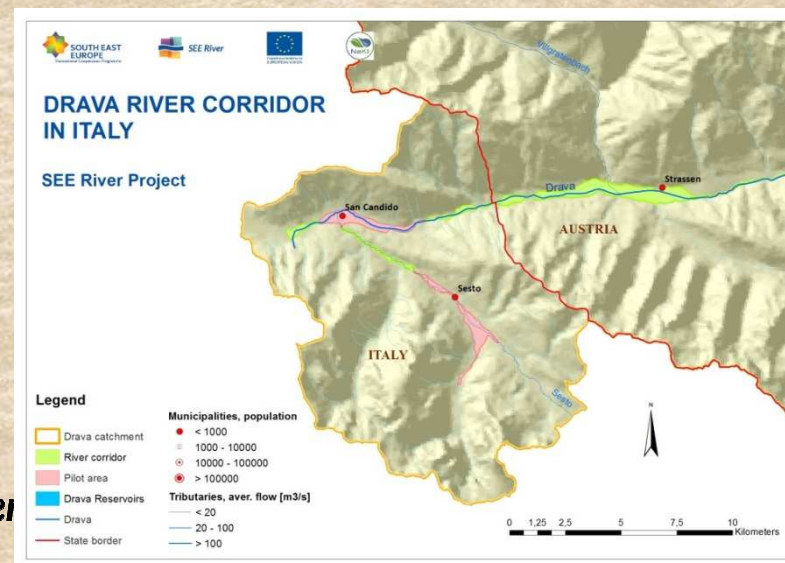 SOUTH EAST
EUROPE
SEE River
EUROPEAN UNION
DRAVA RIVER CORRIDOR
IN ITALY
SEE River Project
Vilgratenbach
Drava
Strassen
San Candido
AUSTRIA
Sesto
ITALY
Sesto
Legend
Drava catchment
River corridor
Pilot area
Drava Reservoirs
Drava
State border
Municipalities, population
< 1000
1000 - 10000
10000 - 100000
> 100000
Tributaries, aver. flow [m3/s]
< 20
20 - 100
> 100
N
0 1,25 2,5 5 7,5 10
Kilometers